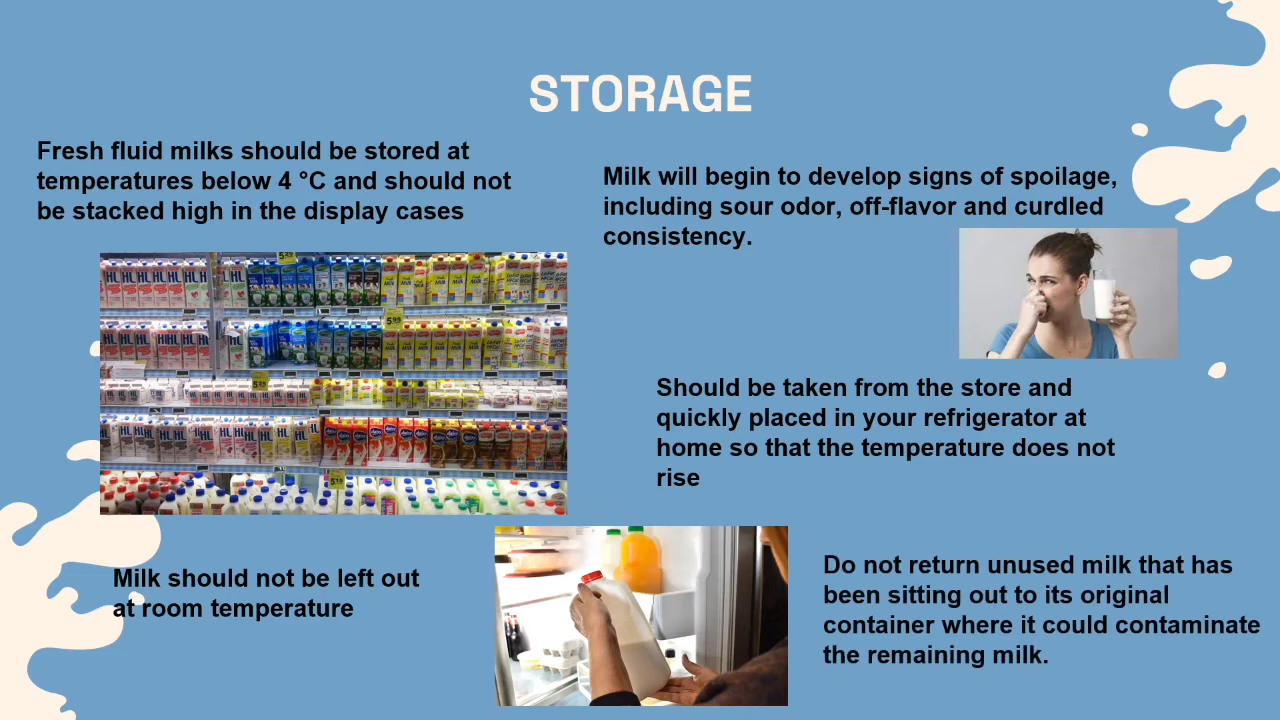 STORAGE
Fresh fluid milks should be stored at
temperatures below 4 °C and should not
be stacked high in the display cases
Milk will begin to develop signs of spoilage,
including sour odor, off-flavor and curdled
consistency.
Should be taken from the store and
quickly placed in your refrigerator at
home so that the temperature does not
rise
Milk should not be left out
at room temperature
Do not return unused milk that has
been sitting out to its original
container where it could contaminate
the remaining milk.